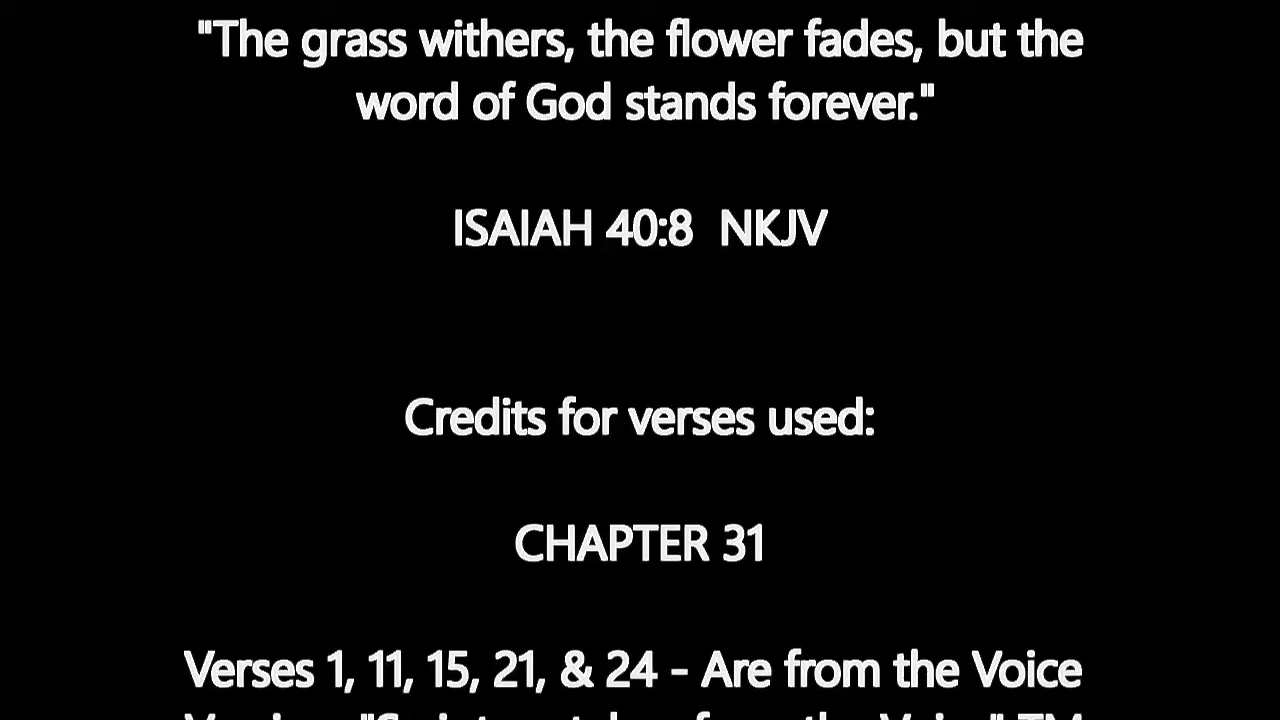 "The grass withers, the flower fades, but the
word of God stands forever."
ISAIAH 40:8  NKJV
Credits for verses used:
CHAPTER 31
Verses 1, 11, 15, 21, & 24 - Are from the Voice